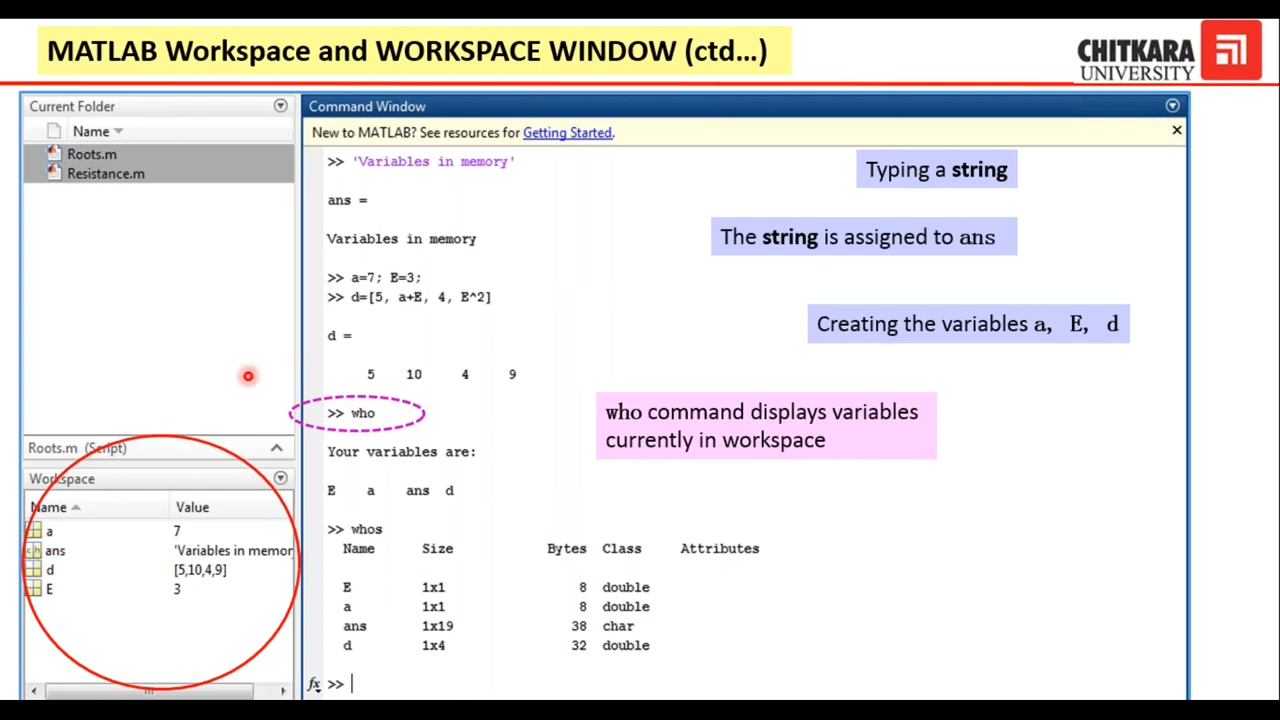 MATLAB Workspace and WORKSPACE WINDOW (ctd...)
CHITKARA
UNIVERSITY
Current Folder
Name
Roots.m
Resistance.m
Roots.m (Script)
Workspace
Name Value
a 7
ans 'Variables in memor
d [5,10,4,9]
E 3
Command Window
New to MATLAB? See resources for Getting Started.
>> 'Variables in memory'
ans =
Variables in memory
>> a=7; E=3;
>> d=[5, a+E, 4, E^2]
d =
5 10 4 9
>> who
Your variables are:
E a ans d
>> whos
Name Size Bytes Class Attributes
E 1x1 8 double
a 1x1 8 double
ans 1x19 38 char
d 1x4 32 double
fx >>
Typing a string
The string is assigned to ans
Creating the variables a, E, d
who command displays variables
currently in workspace